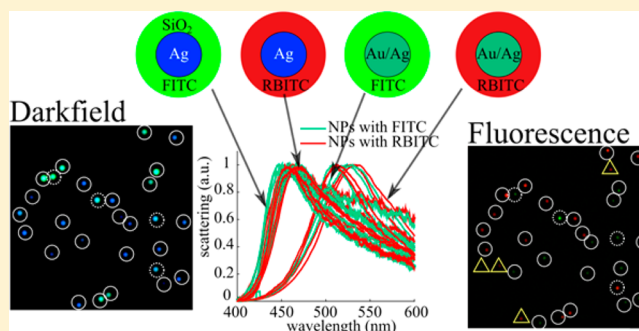 SiO₂
Ag
FITC
Ag
RBITC
Au/Ag
FITC
Au/Ag
RBITC
Darkfield
NPs with FITC
NPs with RBITC
Fluorescence
scattering (a.u.)
1
0.8
0.6
0.4
0.2
0
400 450 500 550 600
wavelength (nm)